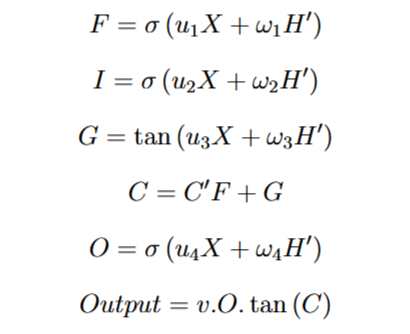 F = σ (u₁X + ω₁H′)
I = σ (u₂X + ω₂H′)
G = tan (u₃X + ω₃H′)
C = C′F + G
O = σ (u₄X + ω₄H′)
Output = v.O. tan (C)